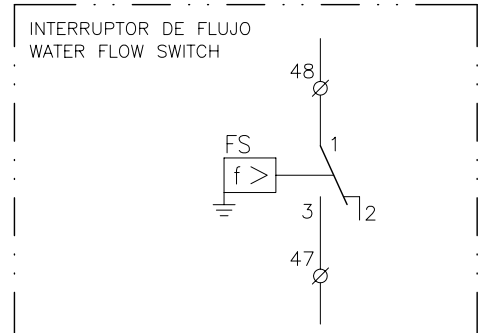 INTERRUPTOR DE FLUJO
WATER FLOW SWITCH
48
FS
1
f >
3
2
47